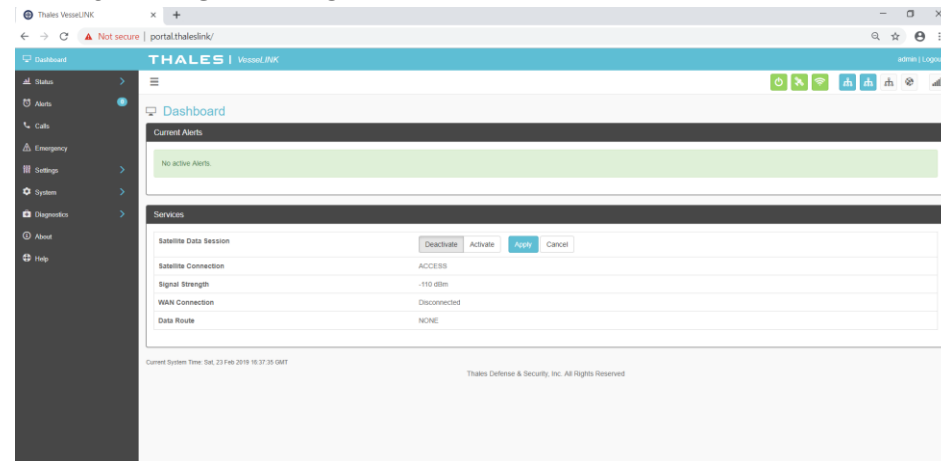 Thales VesseLINK
Not secure | portal.thaleslink/
Dashboard
THALES | VesseLINK
admin | Logou
Status
Alerts 0
Calls
Emergency
Settings
System
Diagnostics
About
Help
Dashboard
Current Alerts
No active Alerts.
Services
Satellite Data Session Deactivate Activate Apply Cancel
Satellite Connection ACCESS
Signal Strength -110 dBm
WAN Connection Disconnected
Data Route NONE
Current System Time: Sat, 23 Feb 2019 16:37:35 GMT
Thales Defense & Security, Inc. All Rights Reserved